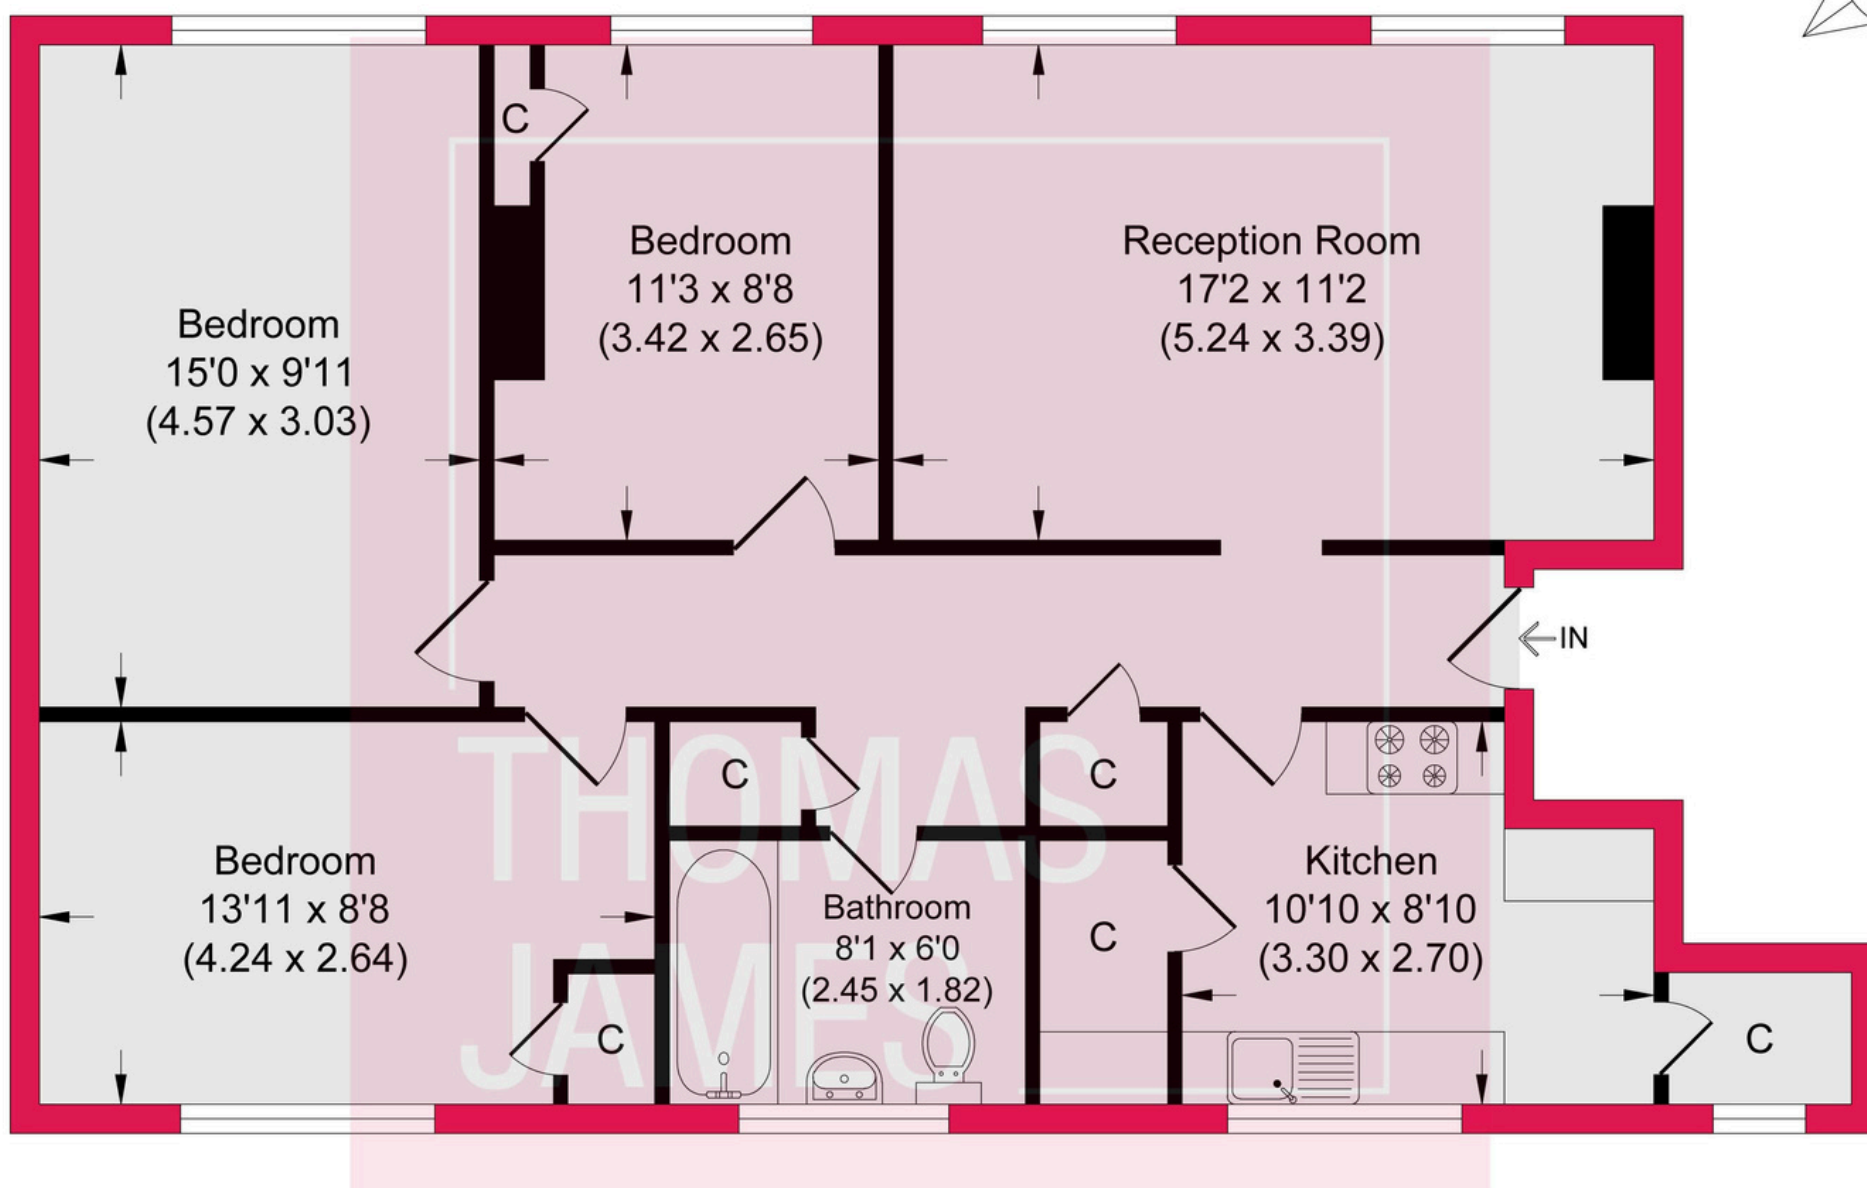 C
Bedroom
11'3 x 8'8
(3.42 x 2.65)
Reception Room
17'2 x 11'2
(5.24 x 3.39)
Bedroom
15'0 x 9'11
(4.57 x 3.03)
IN
C
C
Bedroom
13'11 x 8'8
(4.24 x 2.64)
C
Bathroom
8'1 x 6'0
(2.45 x 1.82)
C
Kitchen
10'10 x 8'10
(3.30 x 2.70)
C
THOMAS
JAMES